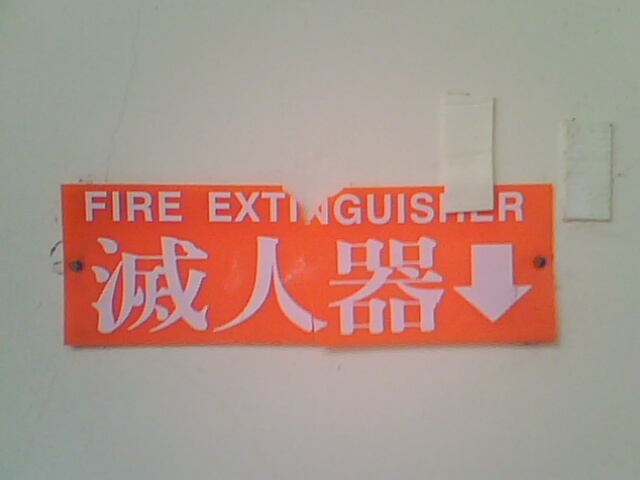 FIRE EXTINGUISHER
滅人器